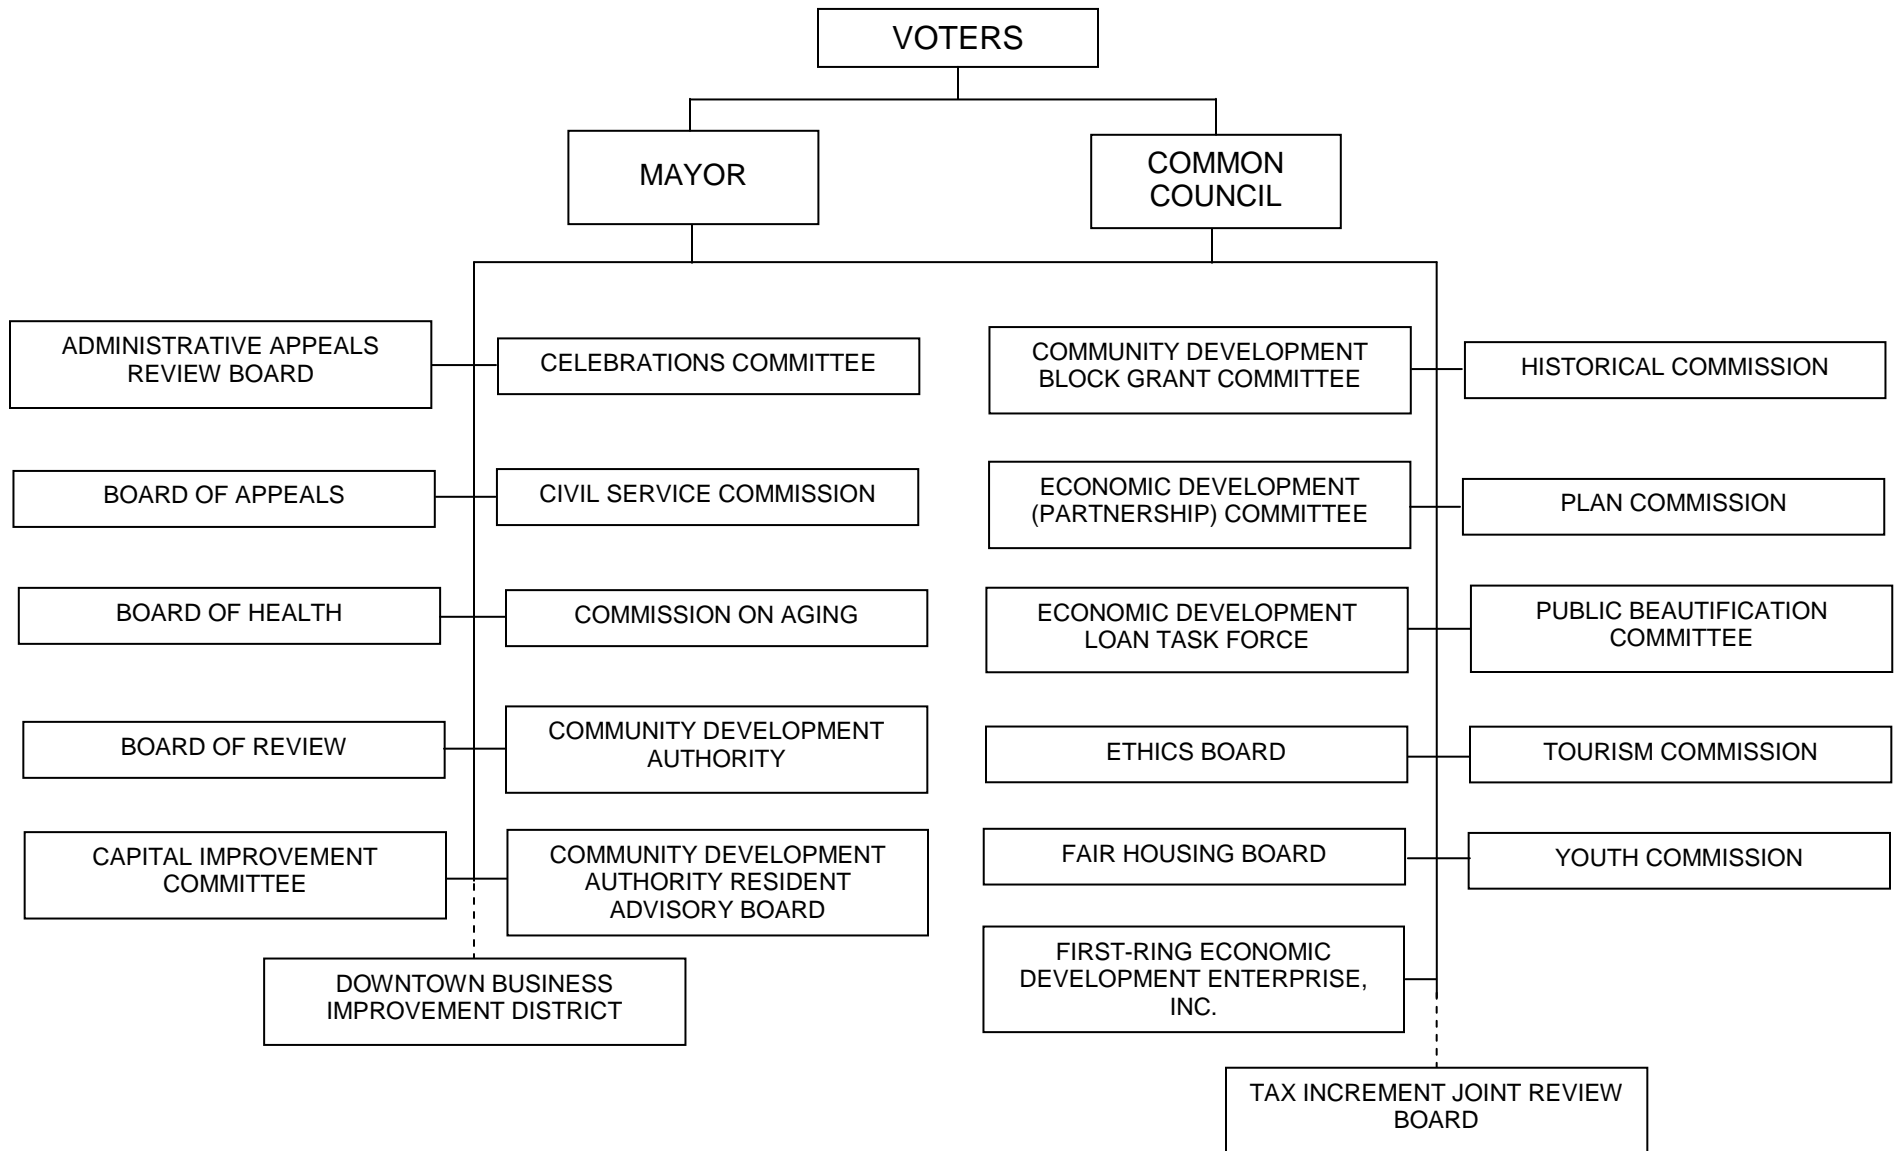 VOTERS
MAYOR
COMMON
COUNCIL
ADMINISTRATIVE APPEALS
REVIEW BOARD
CELEBRATIONS COMMITTEE
COMMUNITY DEVELOPMENT
BLOCK GRANT COMMITTEE
HISTORICAL COMMISSION
BOARD OF APPEALS
CIVIL SERVICE COMMISSION
ECONOMIC DEVELOPMENT
(PARTNERSHIP) COMMITTEE
PLAN COMMISSION
BOARD OF HEALTH
COMMISSION ON AGING
ECONOMIC DEVELOPMENT
LOAN TASK FORCE
PUBLIC BEAUTIFICATION
COMMITTEE
BOARD OF REVIEW
COMMUNITY DEVELOPMENT
AUTHORITY
ETHICS BOARD
TOURISM COMMISSION
CAPITAL IMPROVEMENT
COMMITTEE
COMMUNITY DEVELOPMENT
AUTHORITY RESIDENT
ADVISORY BOARD
FAIR HOUSING BOARD
YOUTH COMMISSION
DOWNTOWN BUSINESS
IMPROVEMENT DISTRICT
FIRST-RING ECONOMIC
DEVELOPMENT ENTERPRISE,
INC.
TAX INCREMENT JOINT REVIEW
BOARD